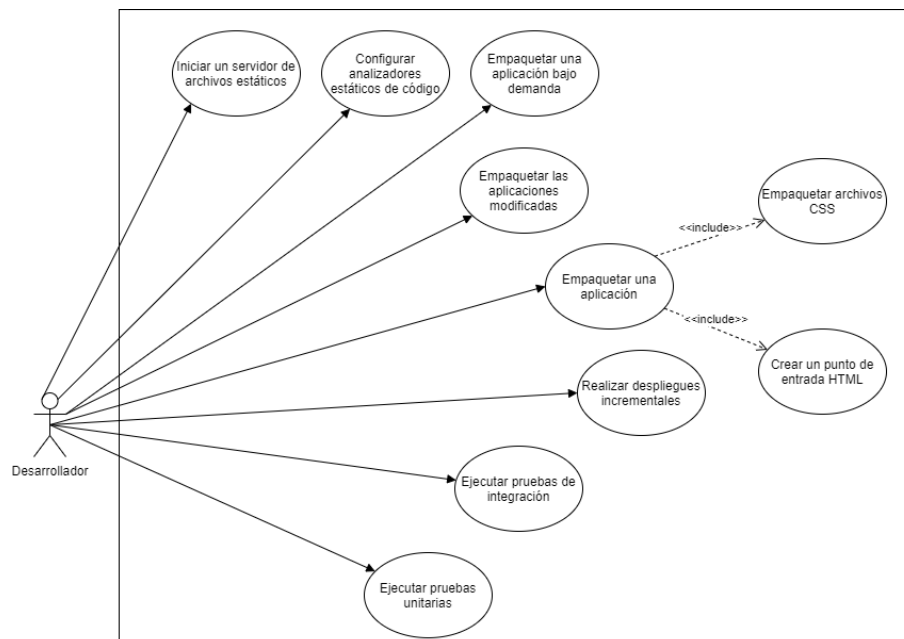 Iniciar un servidor de
archivos estáticos
Configurar
analizadores
estáticos de código
Empaquetar una
aplicación bajo
demanda
Empaquetar las
aplicaciones
modificadas
Empaquetar archivos
CSS
<<include>>
Empaquetar una
aplicación
<<include>>
Crear un punto de
entrada HTML
Realizar despliegues
incrementales
Desarrollador
Ejecutar pruebas de
integración
Ejecutar pruebas
unitarias